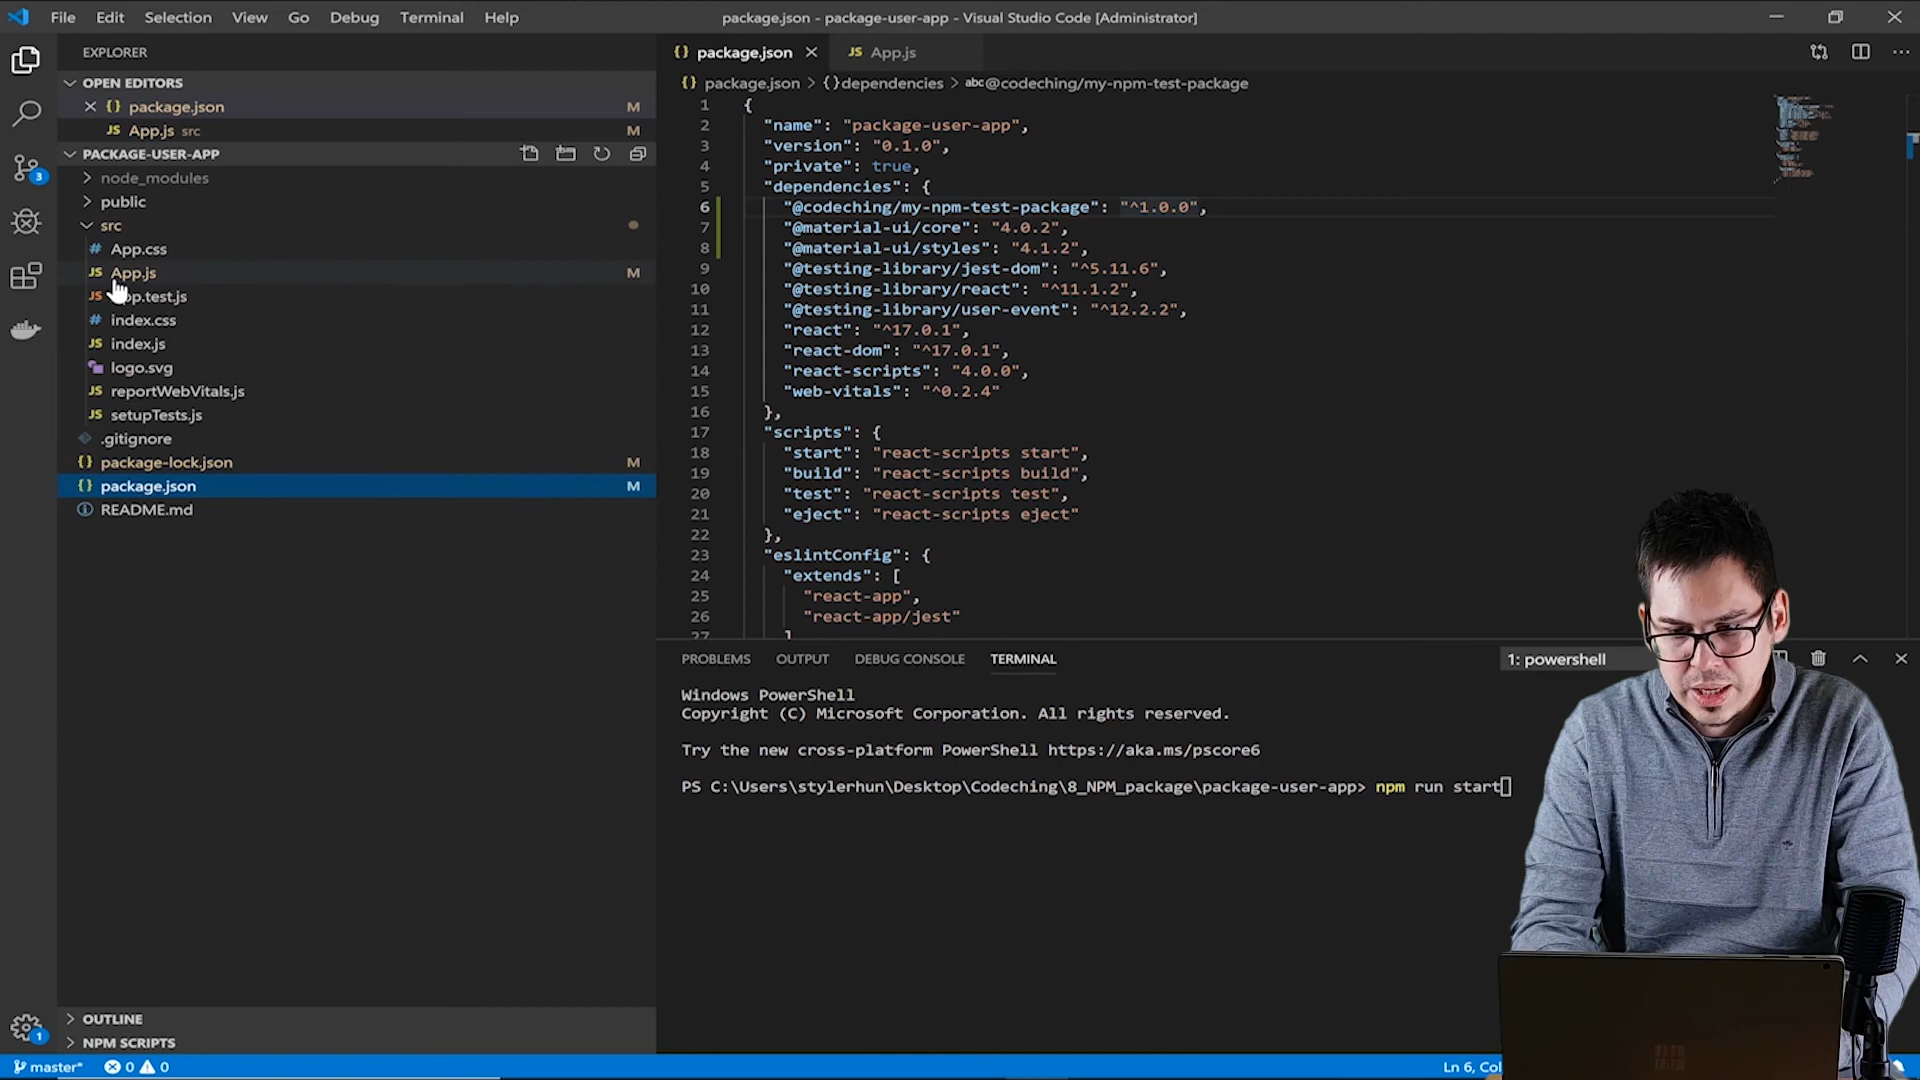 File Edit Selection View Go Debug Terminal Help
package.json - package-user-app - Visual Studio Code [Administrator]
EXPLORER
OPEN EDITORS
{} package.json M
JS App.js src M
PACKAGE-USER-APP
node_modules
public
src
# App.css
JS App.js M
JS pp.test.js
# index.css
JS index.js
logo.svg
JS reportWebVitals.js
JS setupTests.js
.gitignore
{} package-lock.json M
{} package.json M
README.md
OUTLINE
NPM SCRIPTS
3
1
{} package.json
JS App.js
{} package.json > {} dependencies > abc @codeching/my-npm-test-package
1 {
2 "name": "package-user-app",
3 "version": "0.1.0",
4 "private": true,
5 "dependencies": {
6 "@codeching/my-npm-test-package": "^1.0.0",
7 "@material-ui/core": "4.0.2",
8 "@material-ui/styles": "4.1.2",
9 "@testing-library/jest-dom": "^5.11.6",
10 "@testing-library/react": "^11.1.2",
11 "@testing-library/user-event": "^12.2.2",
12 "react": "^17.0.1",
13 "react-dom": "^17.0.1",
14 "react-scripts": "4.0.0",
15 "web-vitals": "^0.2.4"
16 },
17 "scripts": {
18 "start": "react-scripts start",
19 "build": "react-scripts build",
20 "test": "react-scripts test",
21 "eject": "react-scripts eject"
22 },
23 "eslintConfig": {
24 "extends": [
25 "react-app",
26 "react-app/jest"
27 ]
PROBLEMS OUTPUT DEBUG CONSOLE TERMINAL
1: powershell
Windows PowerShell
Copyright (C) Microsoft Corporation. All rights reserved.
Try the new cross-platform PowerShell https://aka.ms/pscore6
PS C:\Users\stylerhun\Desktop\Codeching\8_NPM_package\package-user-app> npm run start
master* 0 0
Ln 6, Col